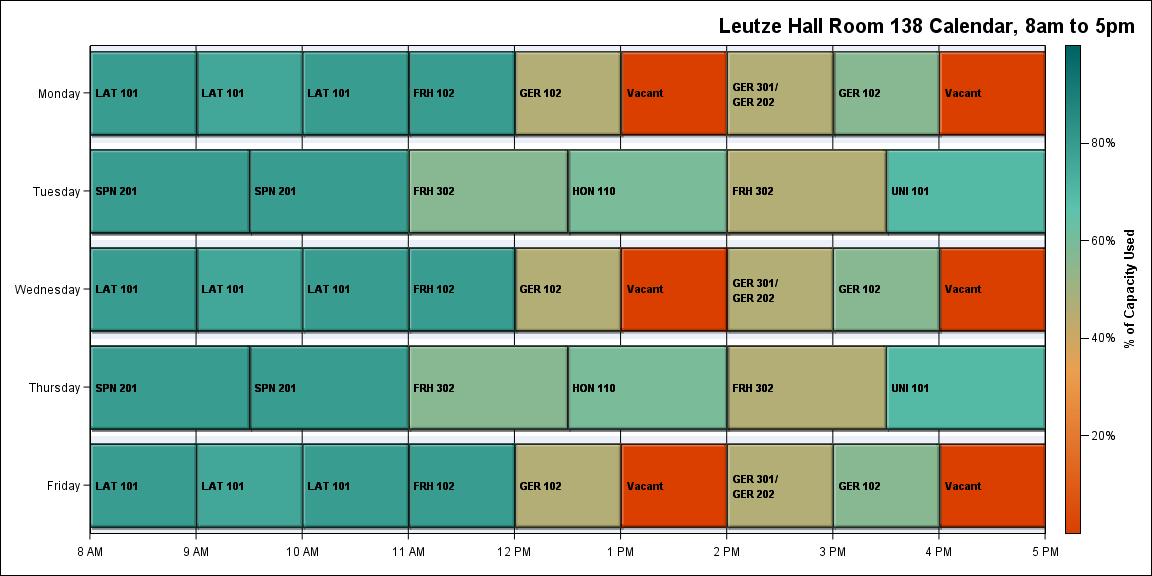 Leutze Hall Room 138 Calendar, 8am to 5pm
Monday
LAT 101
LAT 101
LAT 101
FRH 102
GER 102
Vacant
GER 301/
GER 202
GER 102
Vacant
Tuesday
SPN 201
SPN 201
FRH 302
HON 110
FRH 302
UNI 101
Wednesday
LAT 101
LAT 101
LAT 101
FRH 102
GER 102
Vacant
GER 301/
GER 202
GER 102
Vacant
Thursday
SPN 201
SPN 201
FRH 302
HON 110
FRH 302
UNI 101
Friday
LAT 101
LAT 101
LAT 101
FRH 102
GER 102
Vacant
GER 301/
GER 202
GER 102
Vacant
8 AM
9 AM
10 AM
11 AM
12 PM
1 PM
2 PM
3 PM
4 PM
5 PM
80%
60%
40%
20%
% of Capacity Used